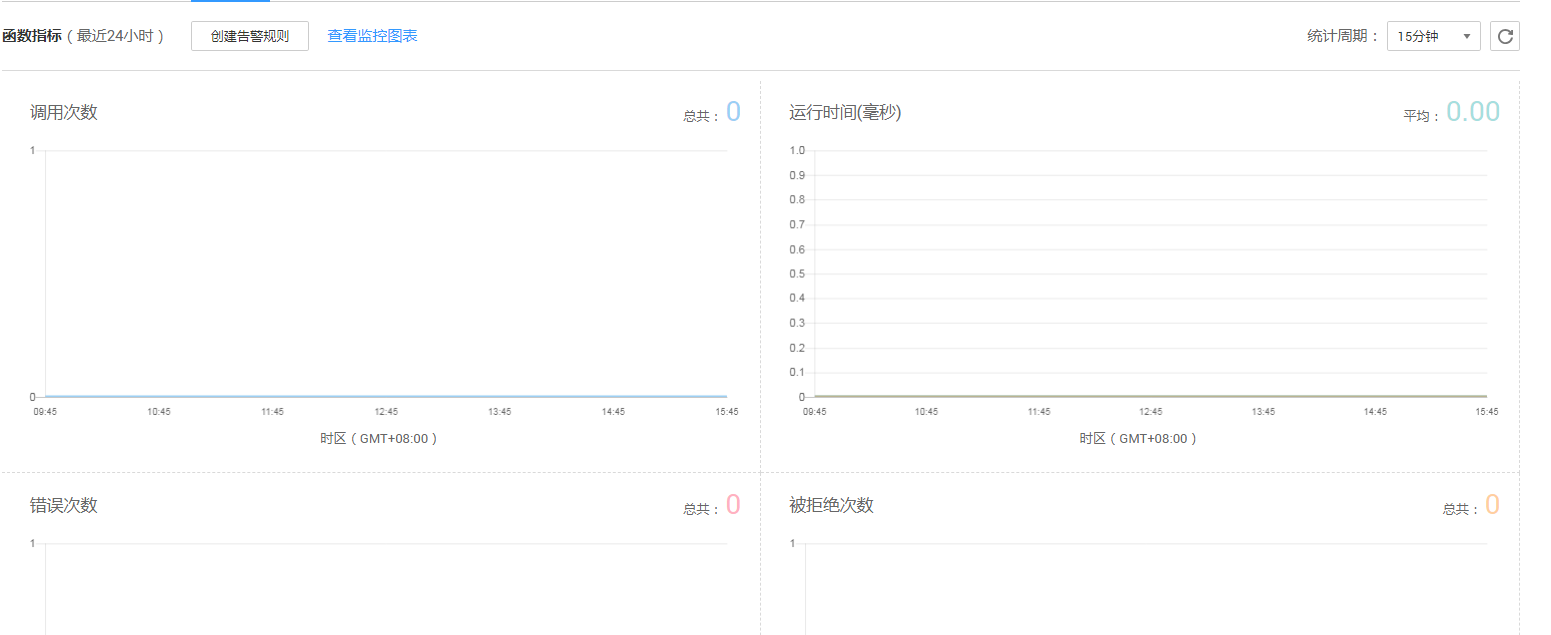 函数指标（最近24小时） 创建告警规则 查看监控图表 统计周期： 15分钟
调用次数 总共：0
1
0
09:45 10:45 11:45 12:45 13:45 14:45 15:45
时区（GMT+08:00）
运行时间(毫秒) 平均：0.00
1.0
0.9
0.8
0.7
0.6
0.5
0.4
0.3
0.2
0.1
0
09:45 10:45 11:45 12:45 13:45 14:45 15:45
时区（GMT+08:00）
错误次数 总共：0
1
被拒绝次数 总共：0
1